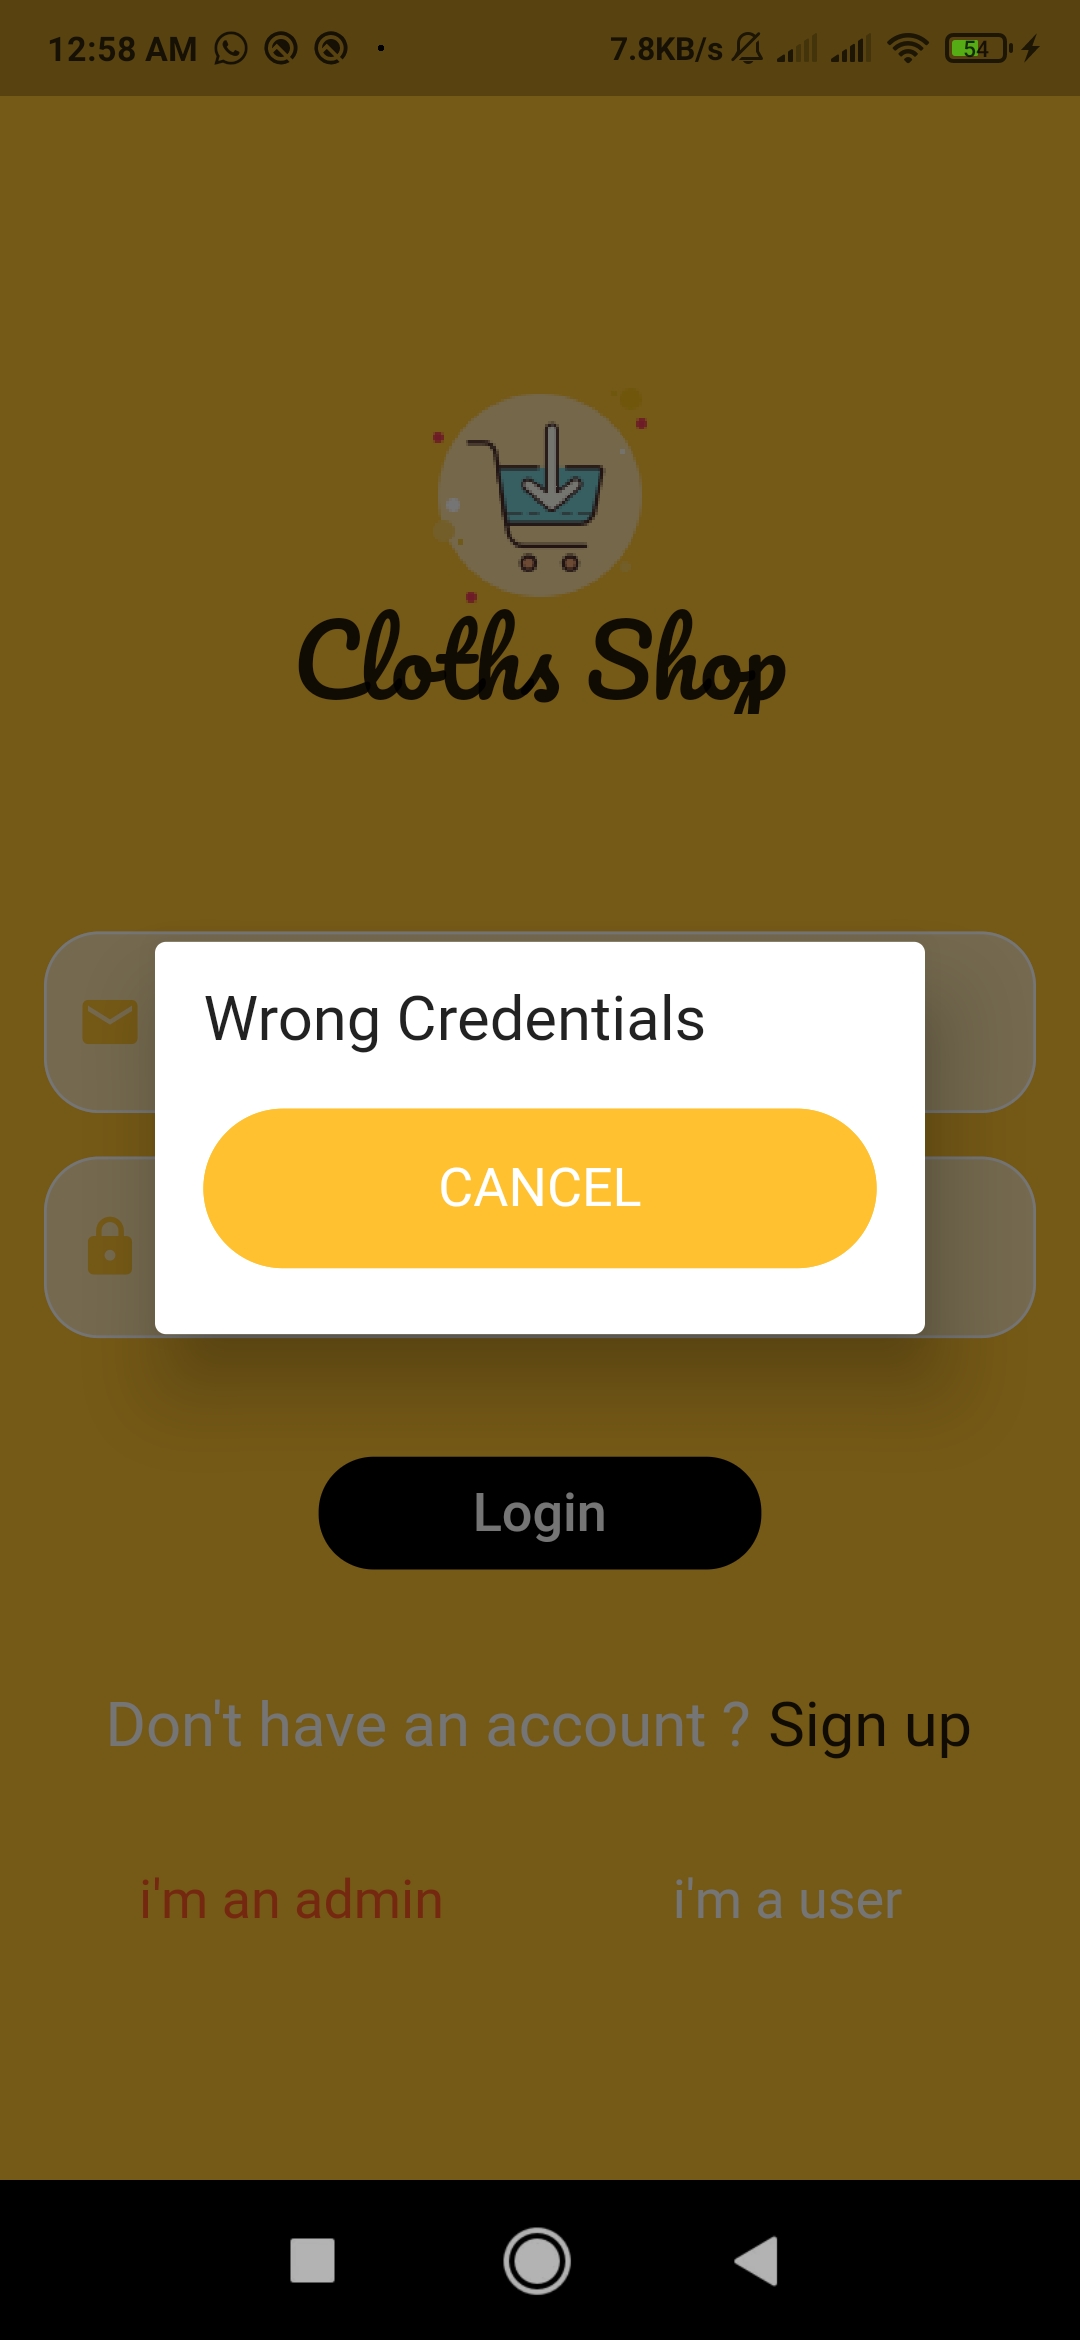 12:58 AM 7.8KB/s 54
Cloths Shop
Wrong Credentials
CANCEL
Login
Don't have an account ? Sign up
i'm an admin i'm a user